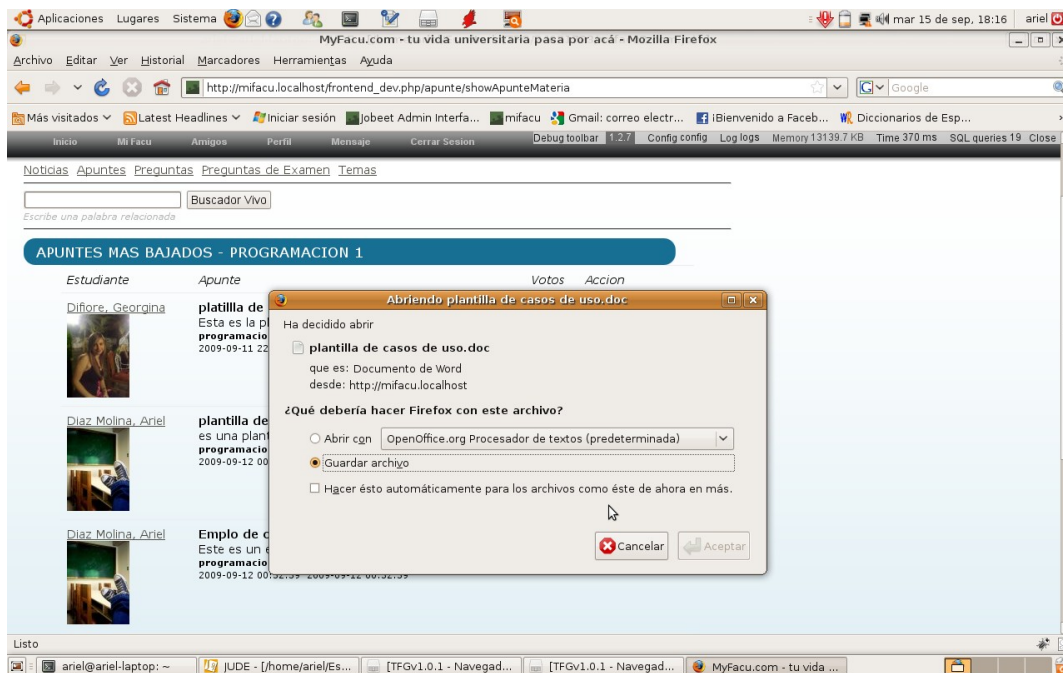 Aplicaciones Lugares Sistema mar 15 de sep, 18:16 ariel
MyFacu.com - tu vida universitaria pasa por acá - Mozilla Firefox
Archivo Editar Ver Historial Marcadores Herramientas Ayuda
http://mifacu.localhost/frontend_dev.php/apunte/showApunteMateria Google
Más visitados Latest Headlines Iniciar sesión Jobeet Admin Interfa... mifacu Gmail: correo electr... ¡Bienvenido a Faceb... Diccionarios de Esp...
Inicio Mi Facu Amigos Perfil Mensaje Cerrar Sesion Debug toolbar 1.2.7 Config config Log logs Memory 13139.7 KB Time 370 ms SQL queries 19 Close
Noticias Apuntes Preguntas Preguntas de Examen Temas
Buscador Vivo
Escribe una palabra relacionada
APUNTES MAS BAJADOS - PROGRAMACION 1
Estudiante Apunte Votos Accion
Difiore, Georgina platillla de
Esta es la pl
programacio
2009-09-11 22
Diaz Molina, Ariel plantilla de
es una plant
programacio
2009-09-12 00
Diaz Molina, Ariel Emplo de c
Este es un e
programacio
2009-09-12 00:52:59 2009-09-12 00:52:59
Abriendo plantilla de casos de uso.doc
Ha decidido abrir
plantilla de casos de uso.doc
que es: Documento de Word
desde: http://mifacu.localhost
¿Qué debería hacer Firefox con este archivo?
Abrir con OpenOffice.org Procesador de textos (predeterminada)
Guardar archivo
Hacer ésto automáticamente para los archivos como éste de ahora en más.
Cancelar Aceptar
Listo
ariel@ariel-laptop: ~ JUDE - [/home/ariel/Es... [TFGv1.0.1 - Navegad... [TFGv1.0.1 - Navegad... MyFacu.com - tu vida ...